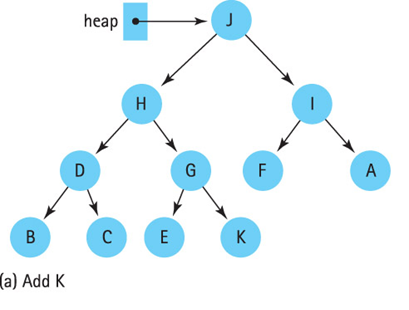 heap J
H I
D G F A
B C E K
(a) Add K